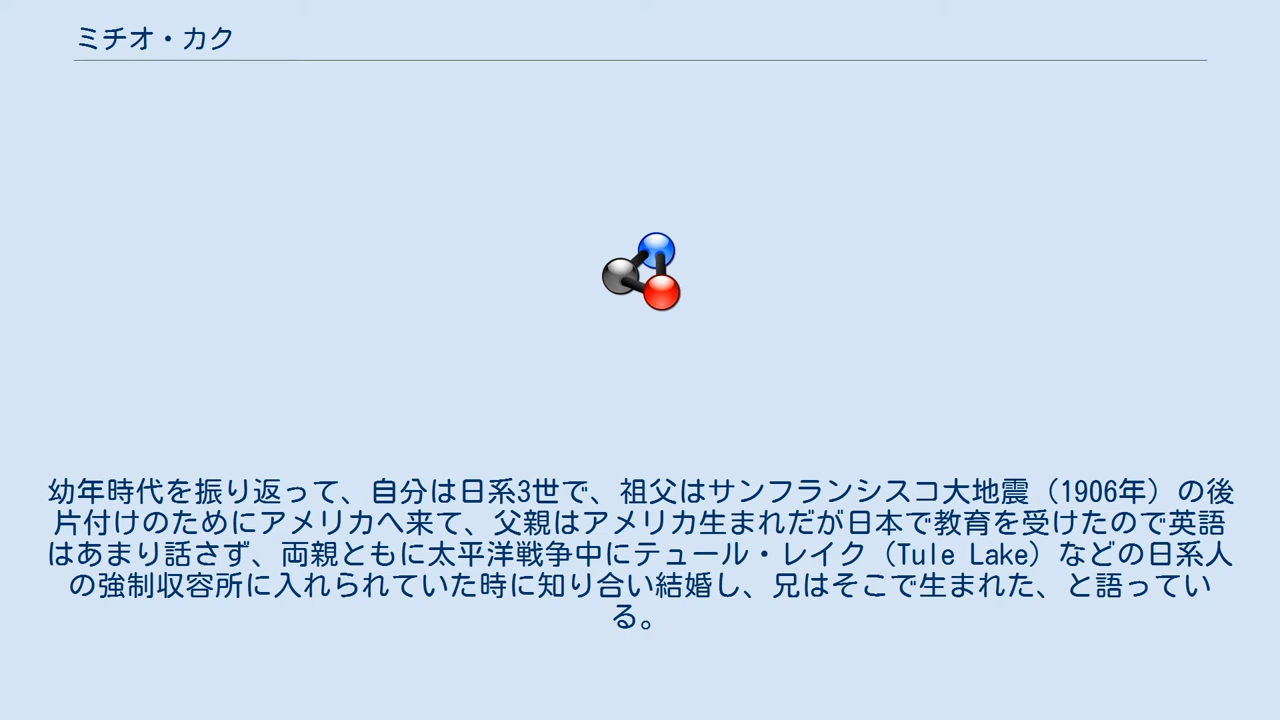 ミチオ・カク
幼年時代を振り返って、自分は日系3世で、祖父はサンフランシスコ大地震（1906年）の後
片付けのためにアメリカへ来て、父親はアメリカ生まれだが日本で教育を受けたので英語
はあまり話さず、両親ともに太平洋戦争中にテュール・レイク（Tule Lake）などの日系人
の強制収容所に入れられていた時に知り合い結婚し、兄はそこで生まれた、と語ってい
る。